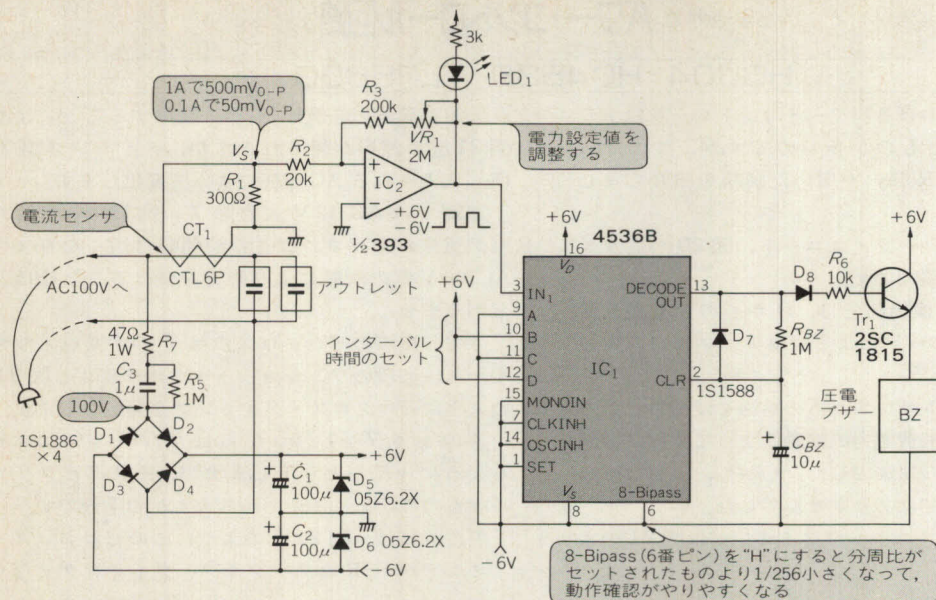 3k
LED₁
1Aで500mV₀₋P
0.1Aで50mV₀₋P
R₃
200k
VR₁
2M
電力設定値を
調整する
Vs
R₂
20k
R₁
300Ω
+
−
IC₂
+6V
−6V
½393
電流センサ
CT₁
CTL6P
アウトレット
AC100Vへ
47Ω
1W
R₇
C₃
1μ
R₅
1M
100V
1S1886
×4
D₁
D₂
D₃
D₄
+6V
+
C₁
100μ
D₅
05Z6.2X
+
C₂
100μ
D₆ 05Z6.2X
−6V
4536B
+6V
16
V_D
+6V
インターバル
時間のセット
3 IN₁
9 A
10 B
11 C
12 D
15 MONOIN
7 CLKINH
14 OSCINH
1 SET
IC₁
DECODE 13
OUT
CLR 2
Vs
8
8-Bipass
6
−6V
D₇
1S1588
R_BZ
1M
+
C_BZ
10μ
D₈
R₆
10k
+6V
Tr₁
2SC
1815
圧電
ブザー
BZ
8-Bipass(6番ピン)を"H"にすると分周比が
セットされたものより1/256小さくなって,
動作確認がやりやすくなる